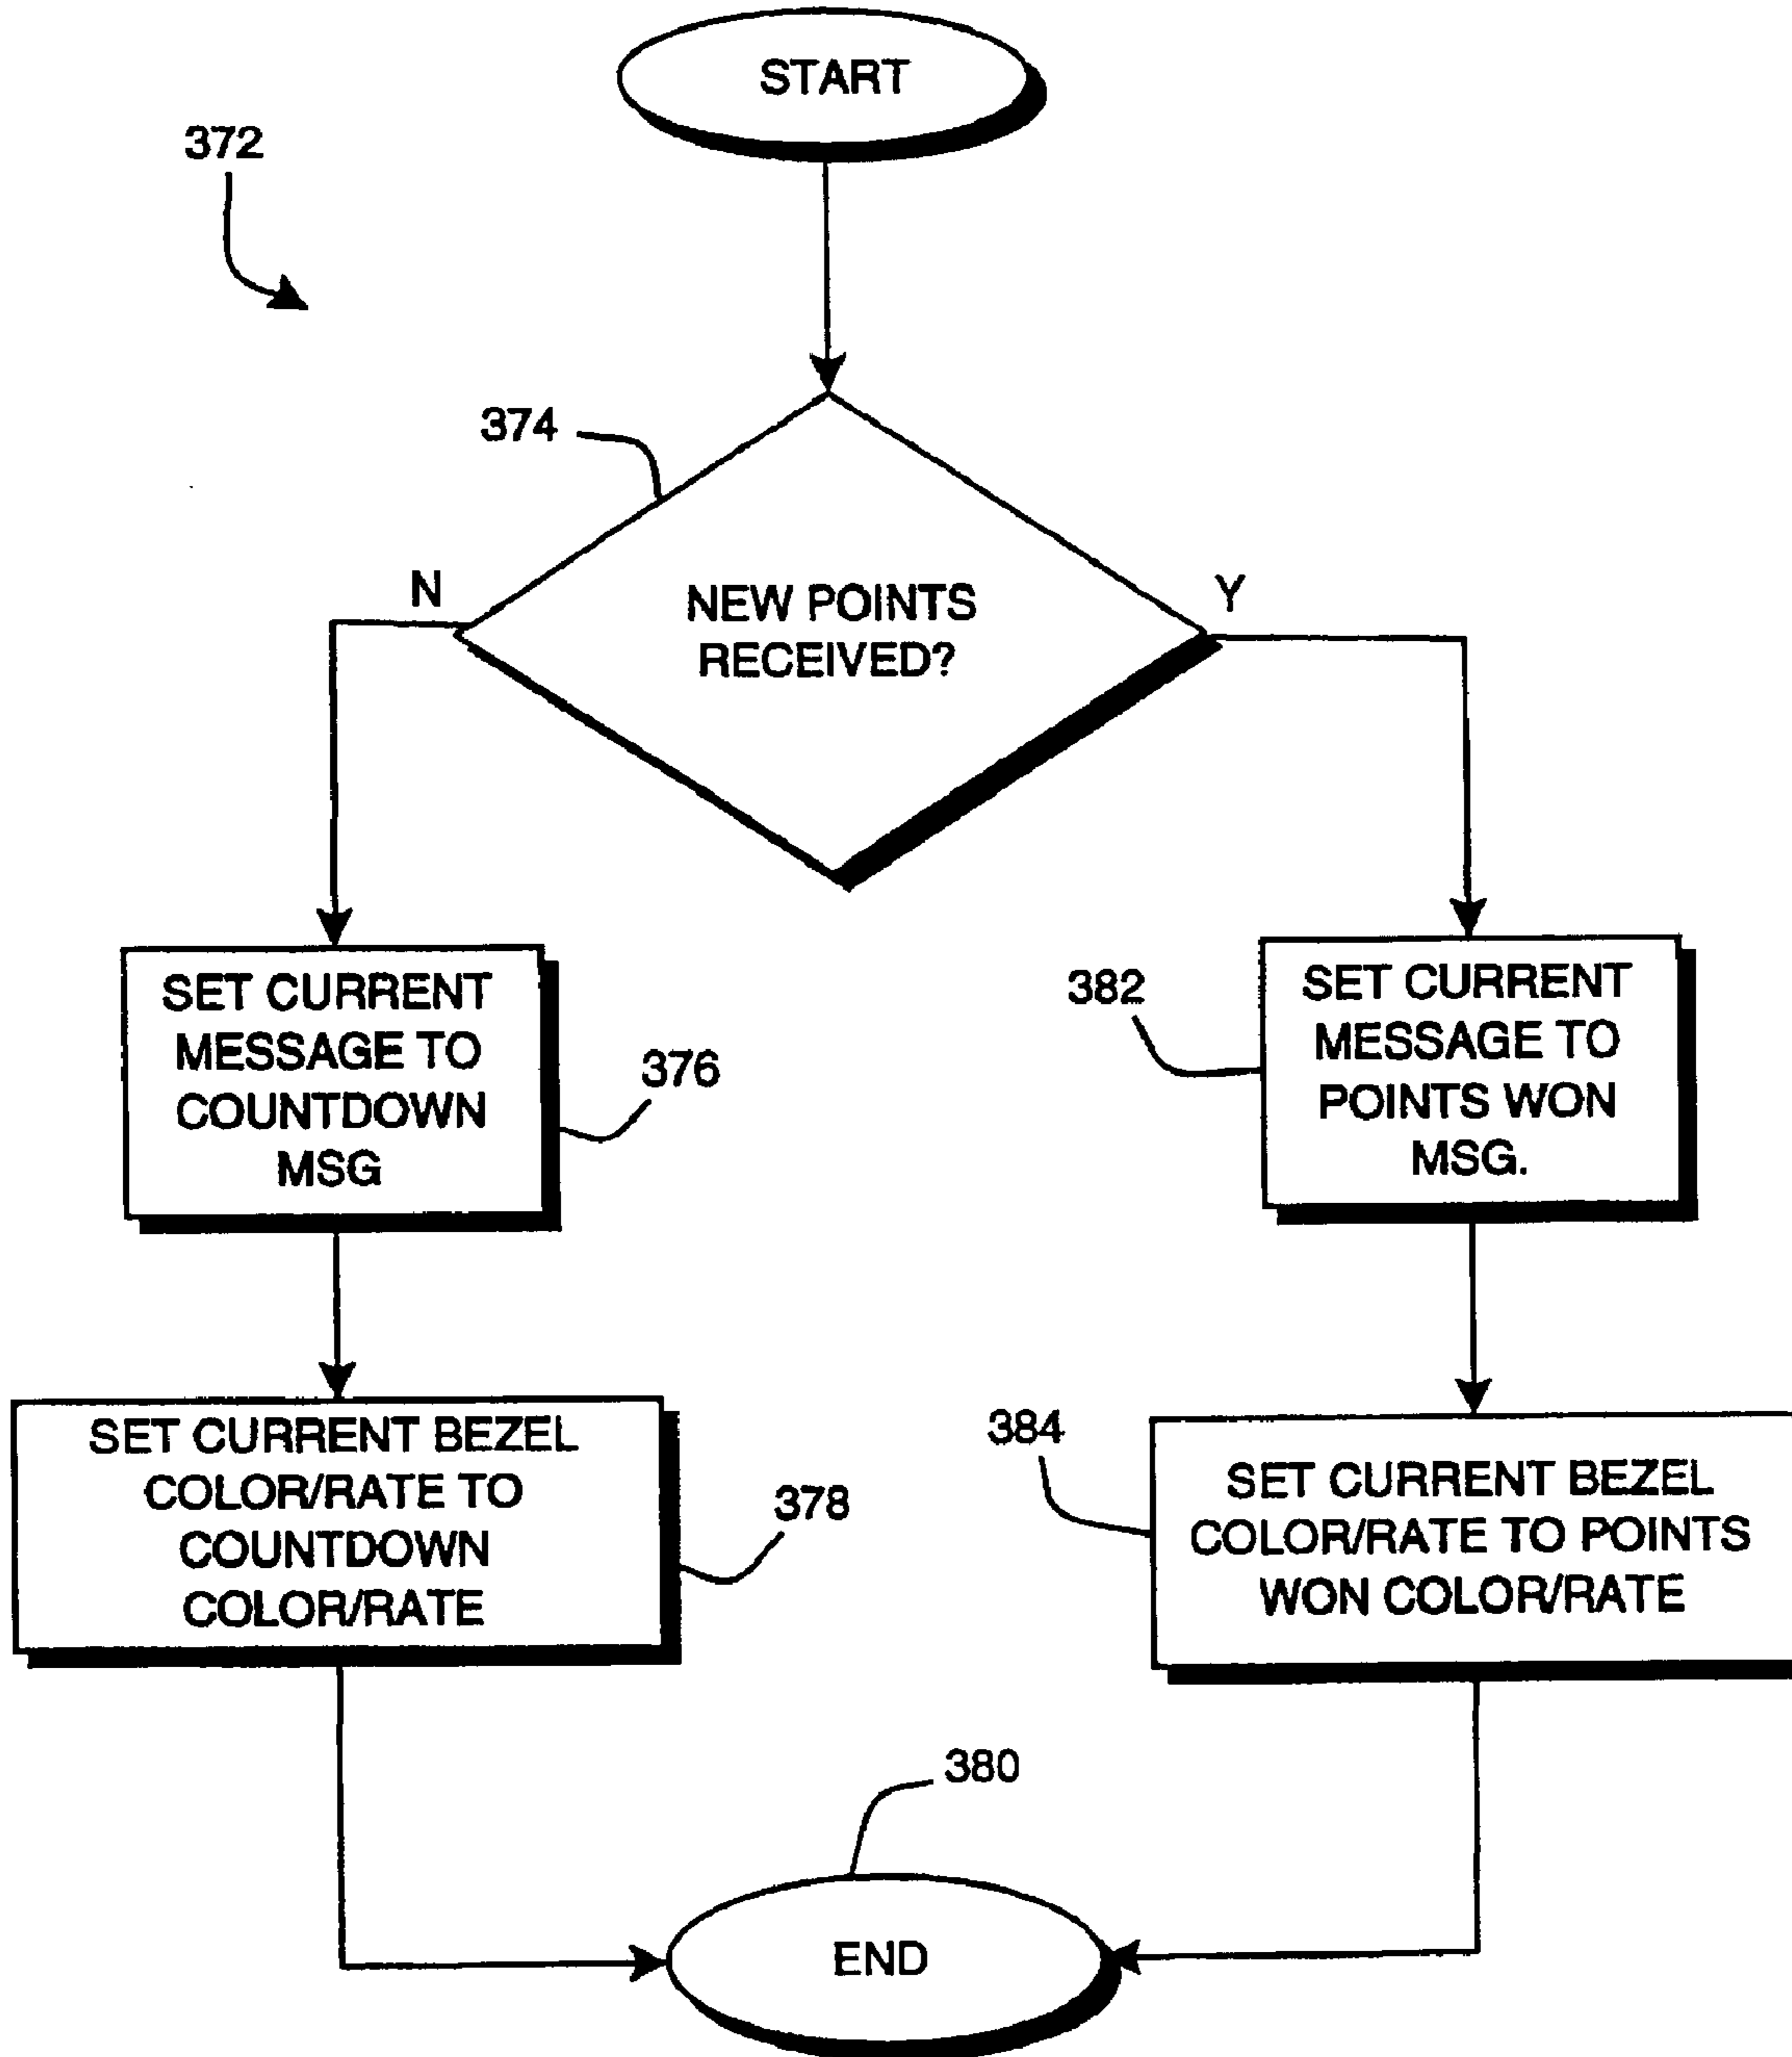 START
372
374
N
NEW POINTS
RECEIVED?
Y
SET CURRENT
MESSAGE TO
COUNTDOWN
MSG
376
382
SET CURRENT
MESSAGE TO
POINTS WON
MSG.
SET CURRENT BEZEL
COLOR/RATE TO
COUNTDOWN
COLOR/RATE
378
384
SET CURRENT BEZEL
COLOR/RATE TO POINTS
WON COLOR/RATE
380
END